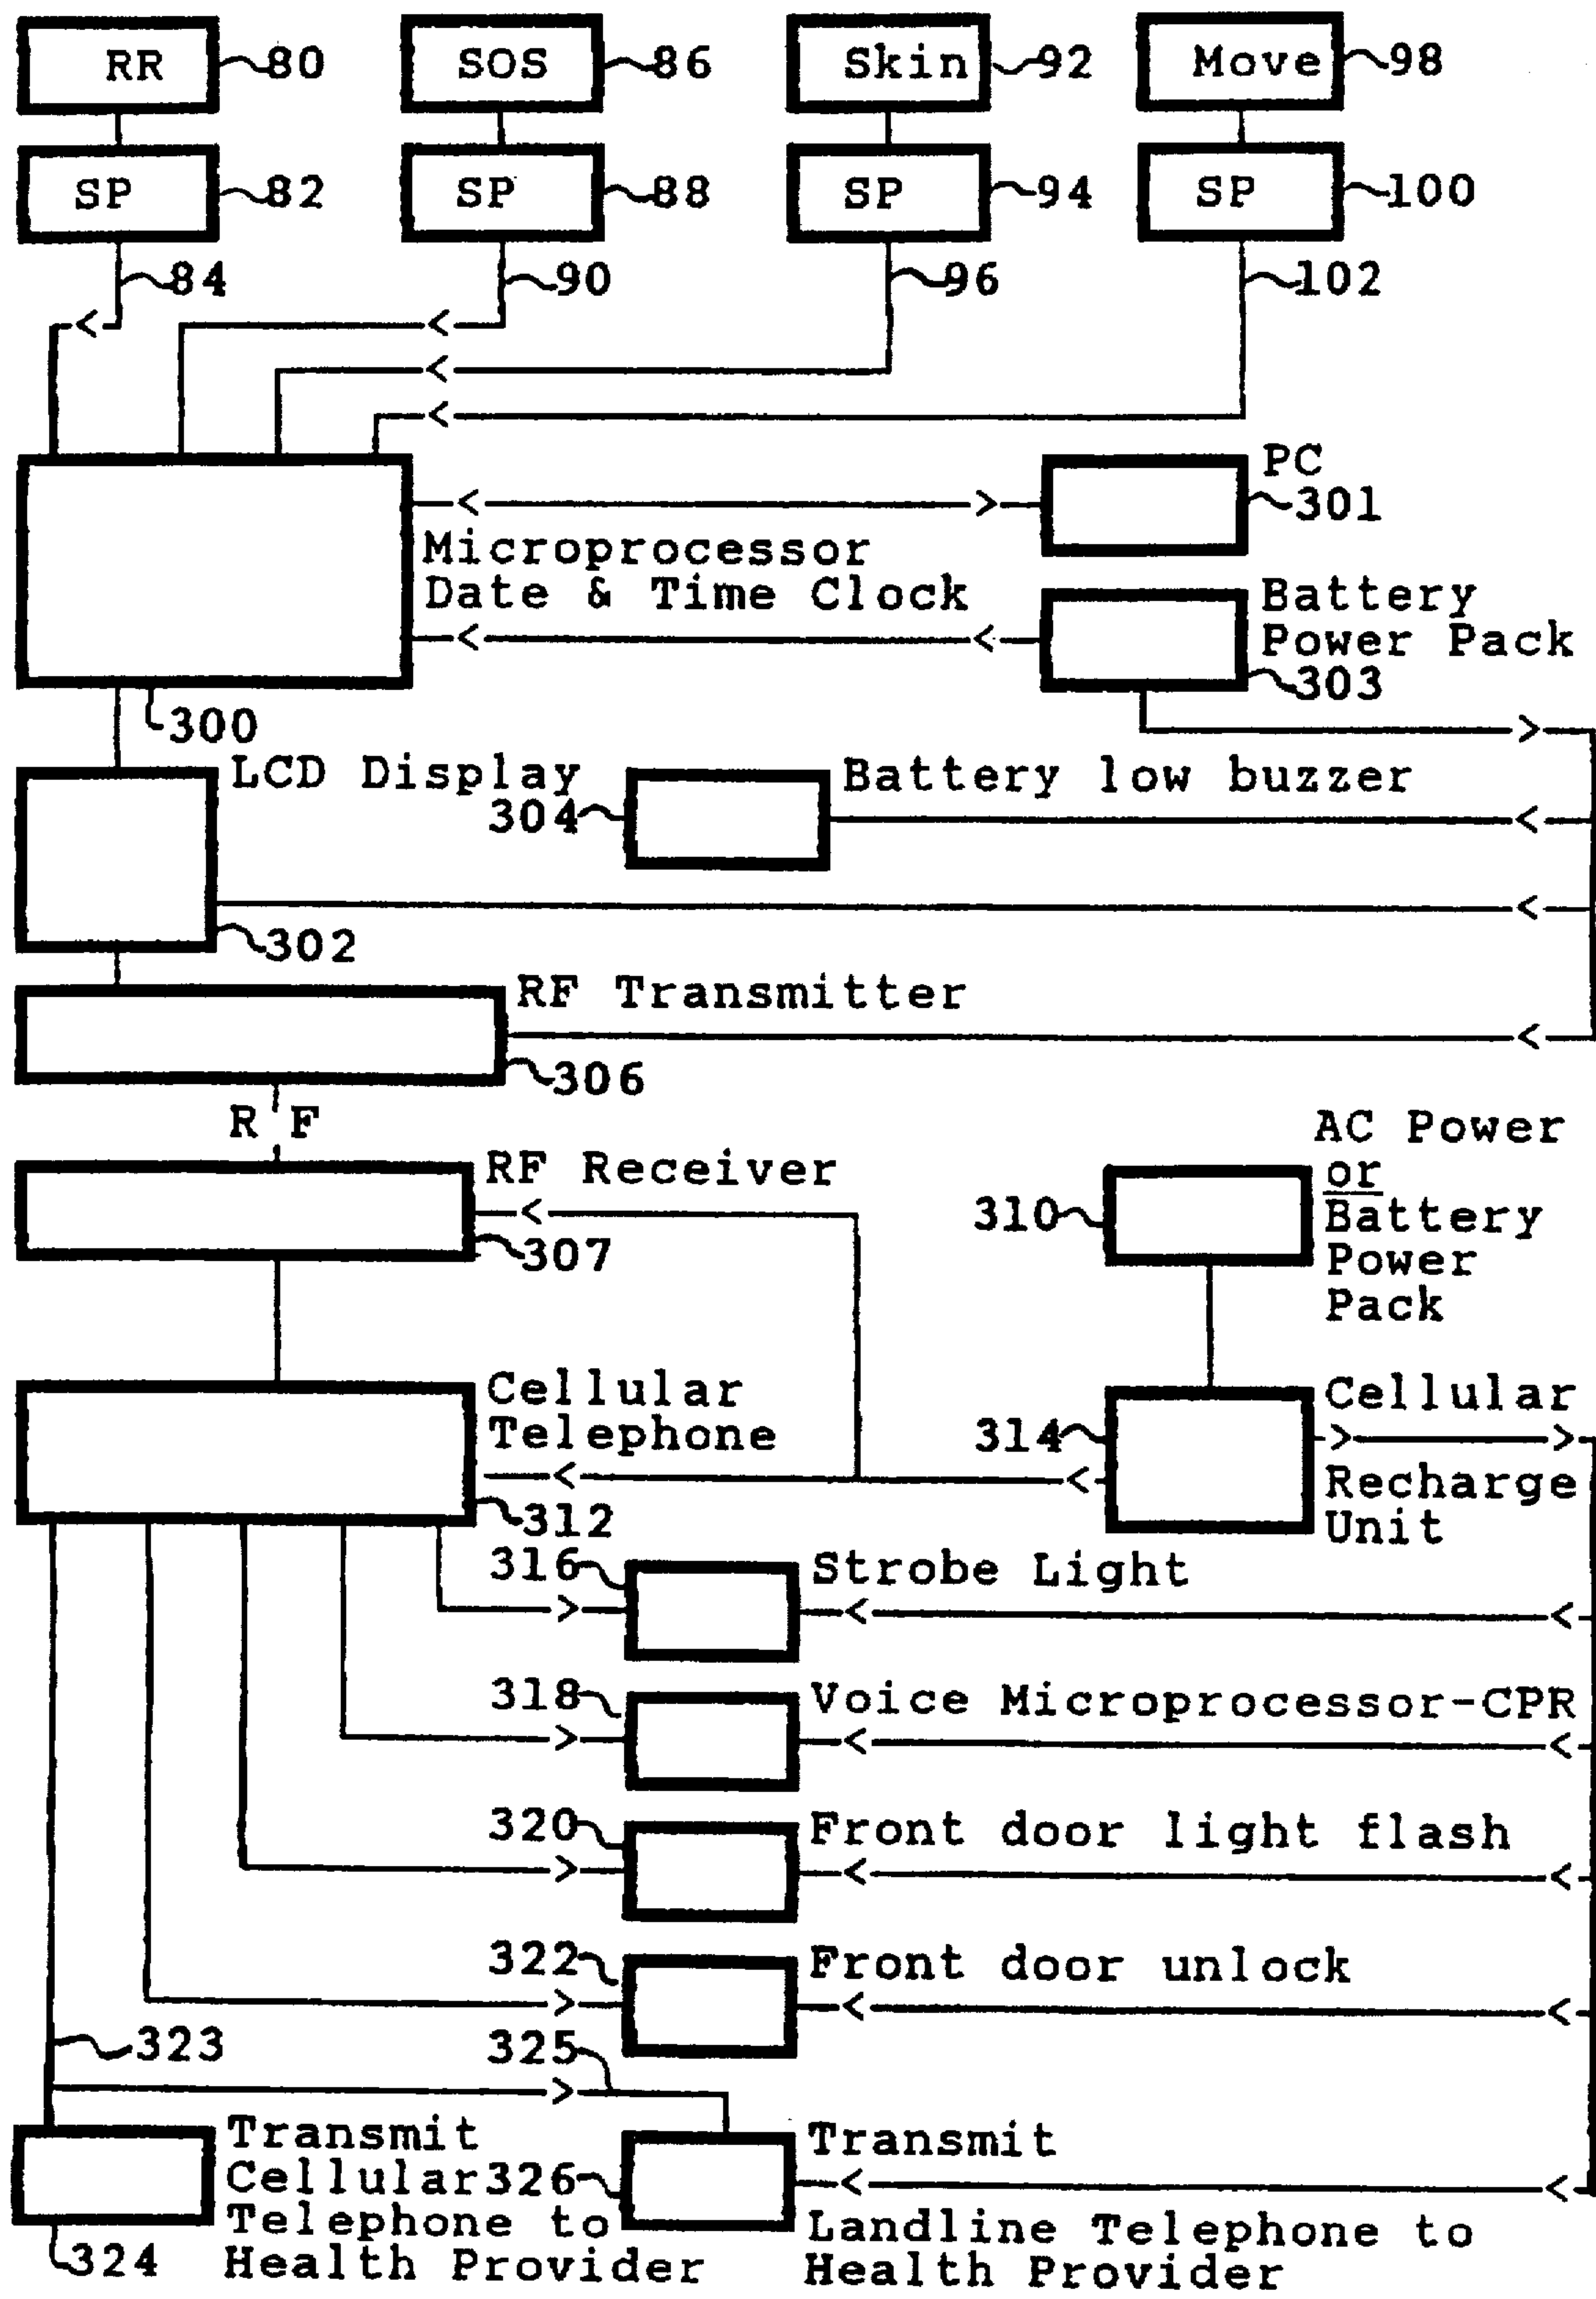 RR 80 SOS 86 Skin 92 Move 98
SP 82 SP 88 SP 94 SP 100
84 90 96 102
PC
301
Microprocessor
Date & Time Clock
Battery
Power Pack
303
300
LCD Display
304
Battery low buzzer
302
RF Transmitter
306
R F
RF Receiver
307
AC Power
or
Battery
Power
Pack
310
Cellular
Telephone
312
314
Cellular
Recharge
Unit
316 Strobe Light
318 Voice Microprocessor-CPR
320 Front door light flash
322 Front door unlock
323
325
Transmit
Cellular
Telephone to
Health Provider
324
326
Transmit
Landline Telephone to
Health Provider